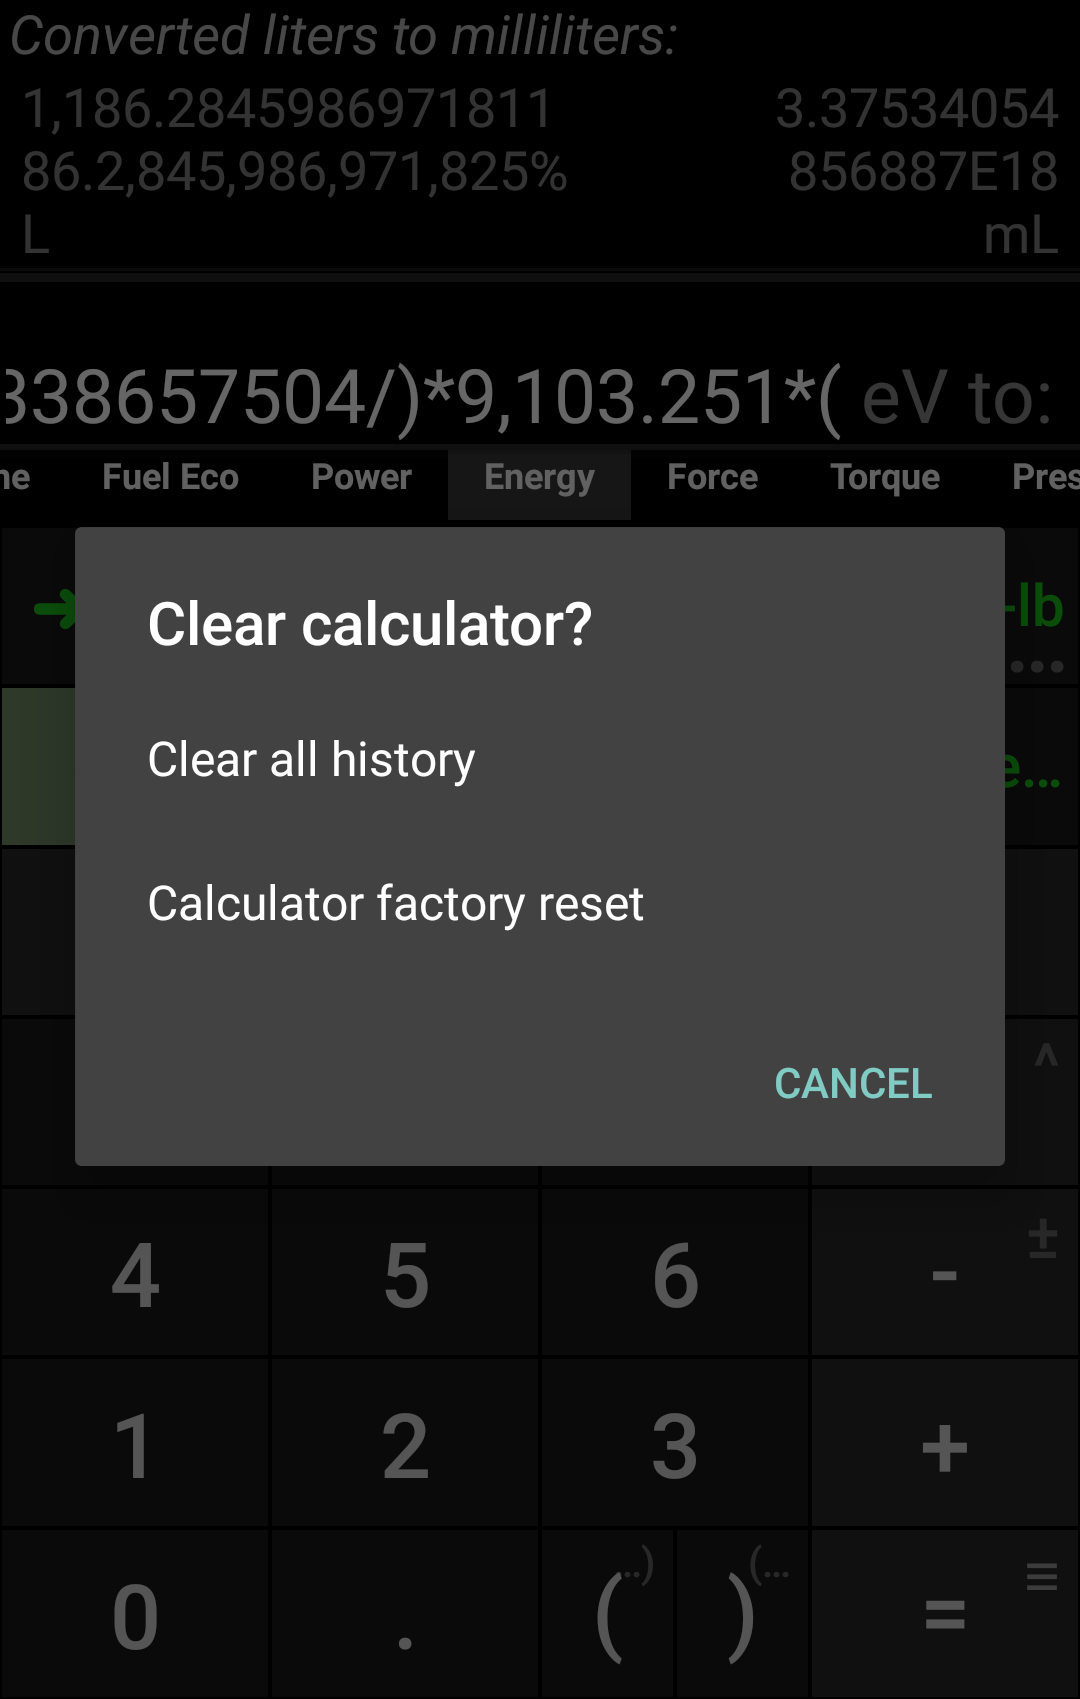 Converted liters to milliliters:
1,186.2845986971811 3.37534054
86.2,845,986,971,825% 856887E18
L mL
338657504/)*9,103.251*( eV to:
ne Fuel Eco Power Energy Force Torque Pres
-lb
...
e...
Clear calculator?
Clear all history
Calculator factory reset
CANCEL
^
±
4 5 6 -
1 2 3 +
..) (...
≡
0 . ( ) =